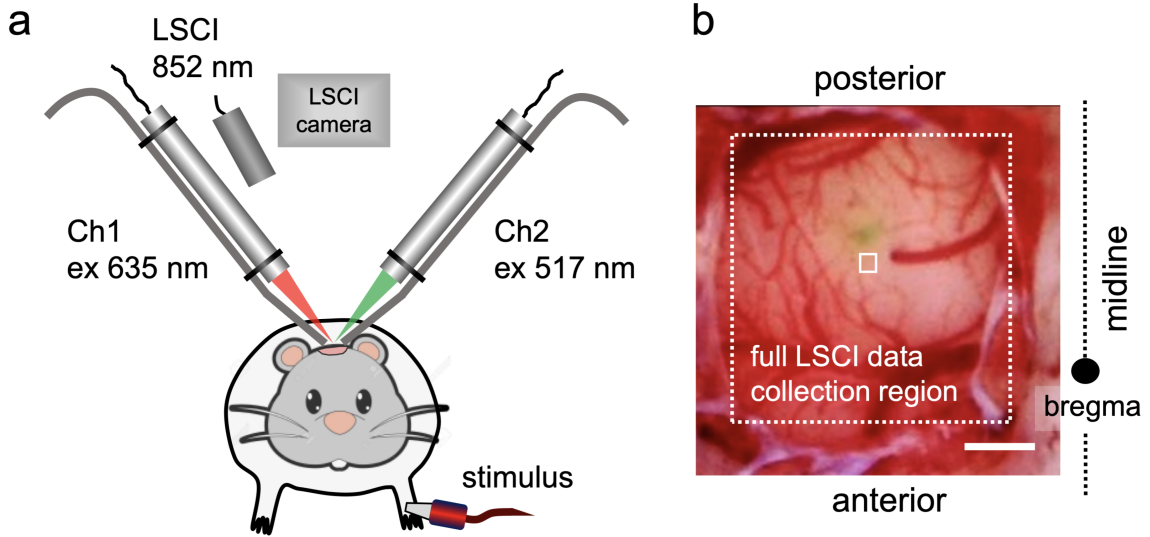 a
LSCI
852 nm
LSCI
camera
Ch1
ex 635 nm
Ch2
ex 517 nm
stimulus
b
posterior
full LSCI data
collection region
midline
bregma
anterior